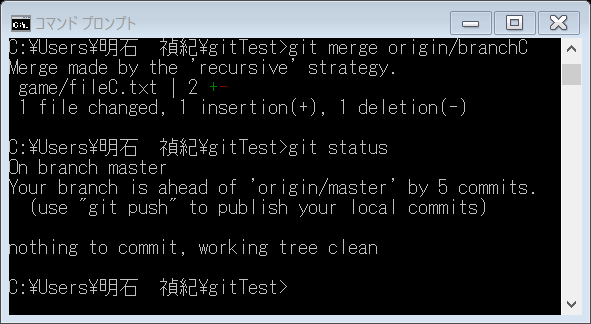 コマンド プロンプト
C:¥Users¥明石　禎紀¥gitTest>git merge origin/branchC
Merge made by the 'recursive' strategy.
 game/fileC.txt | 2 +-
 1 file changed, 1 insertion(+), 1 deletion(-)
C:¥Users¥明石　禎紀¥gitTest>git status
On branch master
Your branch is ahead of 'origin/master' by 5 commits.
  (use "git push" to publish your local commits)
nothing to commit, working tree clean
C:¥Users¥明石　禎紀¥gitTest>